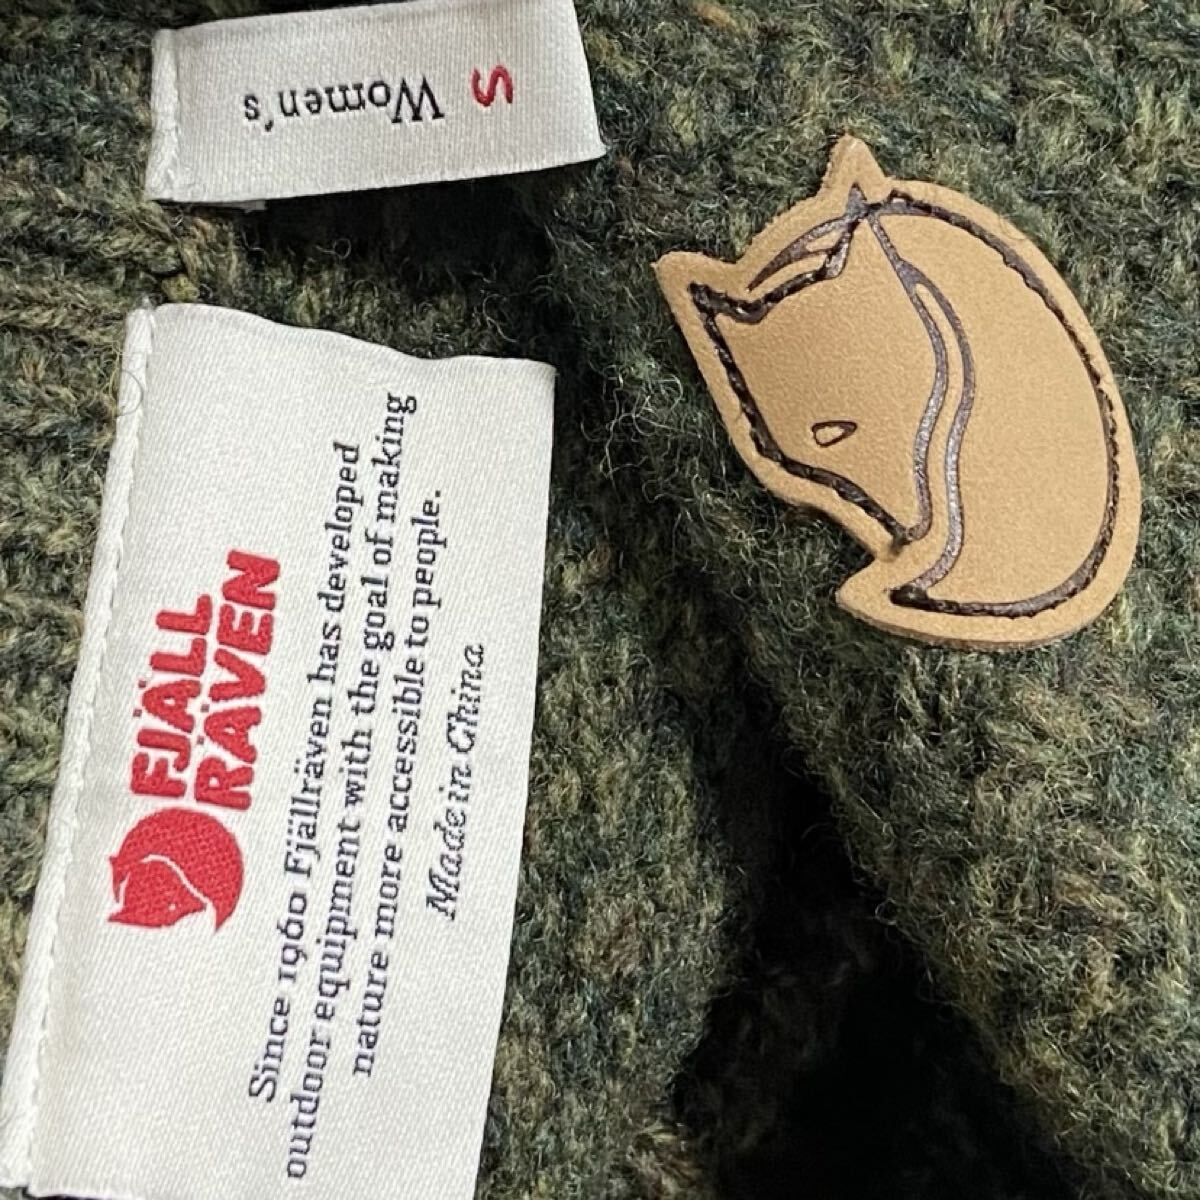 S
Women's
FJÄLL
RÄVEN
Since 1960 Fjällräven has developed
outdoor equipment with the goal of making
nature more accessible to people.
Made in China